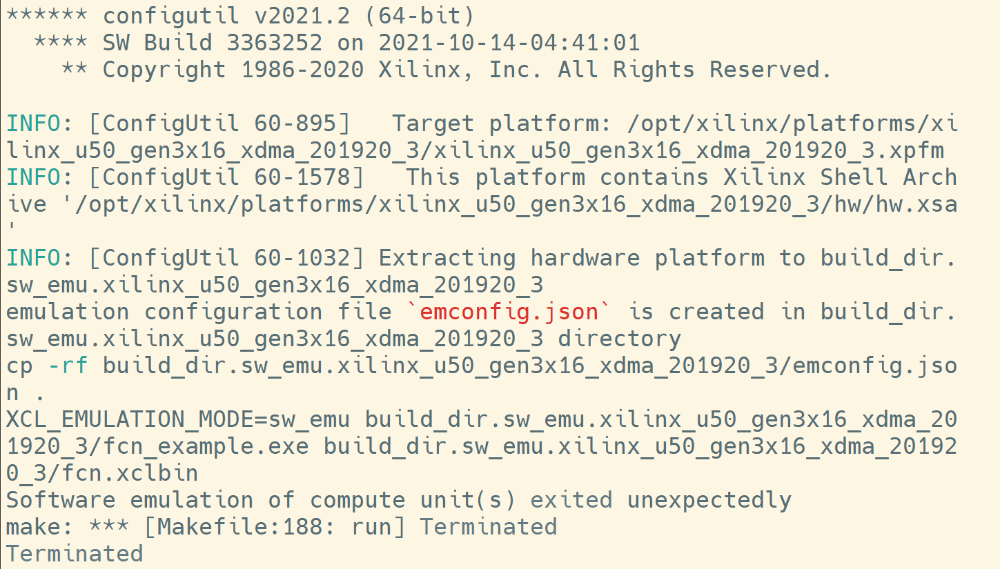 ****** configutil v2021.2 (64-bit)
  **** SW Build 3363252 on 2021-10-14-04:41:01
    ** Copyright 1986-2020 Xilinx, Inc. All Rights Reserved.

INFO: [ConfigUtil 60-895]   Target platform: /opt/xilinx/platforms/xi
linx_u50_gen3x16_xdma_201920_3/xilinx_u50_gen3x16_xdma_201920_3.xpfm
INFO: [ConfigUtil 60-1578]   This platform contains Xilinx Shell Arch
ive '/opt/xilinx/platforms/xilinx_u50_gen3x16_xdma_201920_3/hw/hw.xsa
'
INFO: [ConfigUtil 60-1032] Extracting hardware platform to build_dir.
sw_emu.xilinx_u50_gen3x16_xdma_201920_3
emulation configuration file `emconfig.json` is created in build_dir.
sw_emu.xilinx_u50_gen3x16_xdma_201920_3 directory
cp -rf build_dir.sw_emu.xilinx_u50_gen3x16_xdma_201920_3/emconfig.jso
n .
XCL_EMULATION_MODE=sw_emu build_dir.sw_emu.xilinx_u50_gen3x16_xdma_20
1920_3/fcn_example.exe build_dir.sw_emu.xilinx_u50_gen3x16_xdma_20192
0_3/fcn.xclbin
Software emulation of compute unit(s) exited unexpectedly
make: *** [Makefile:188: run] Terminated
Terminated